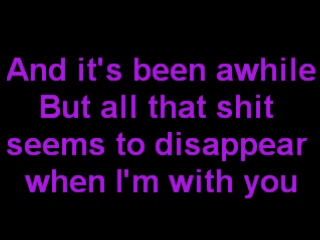 And it's been awhile
But all that shit
seems to disappear
when I'm with you